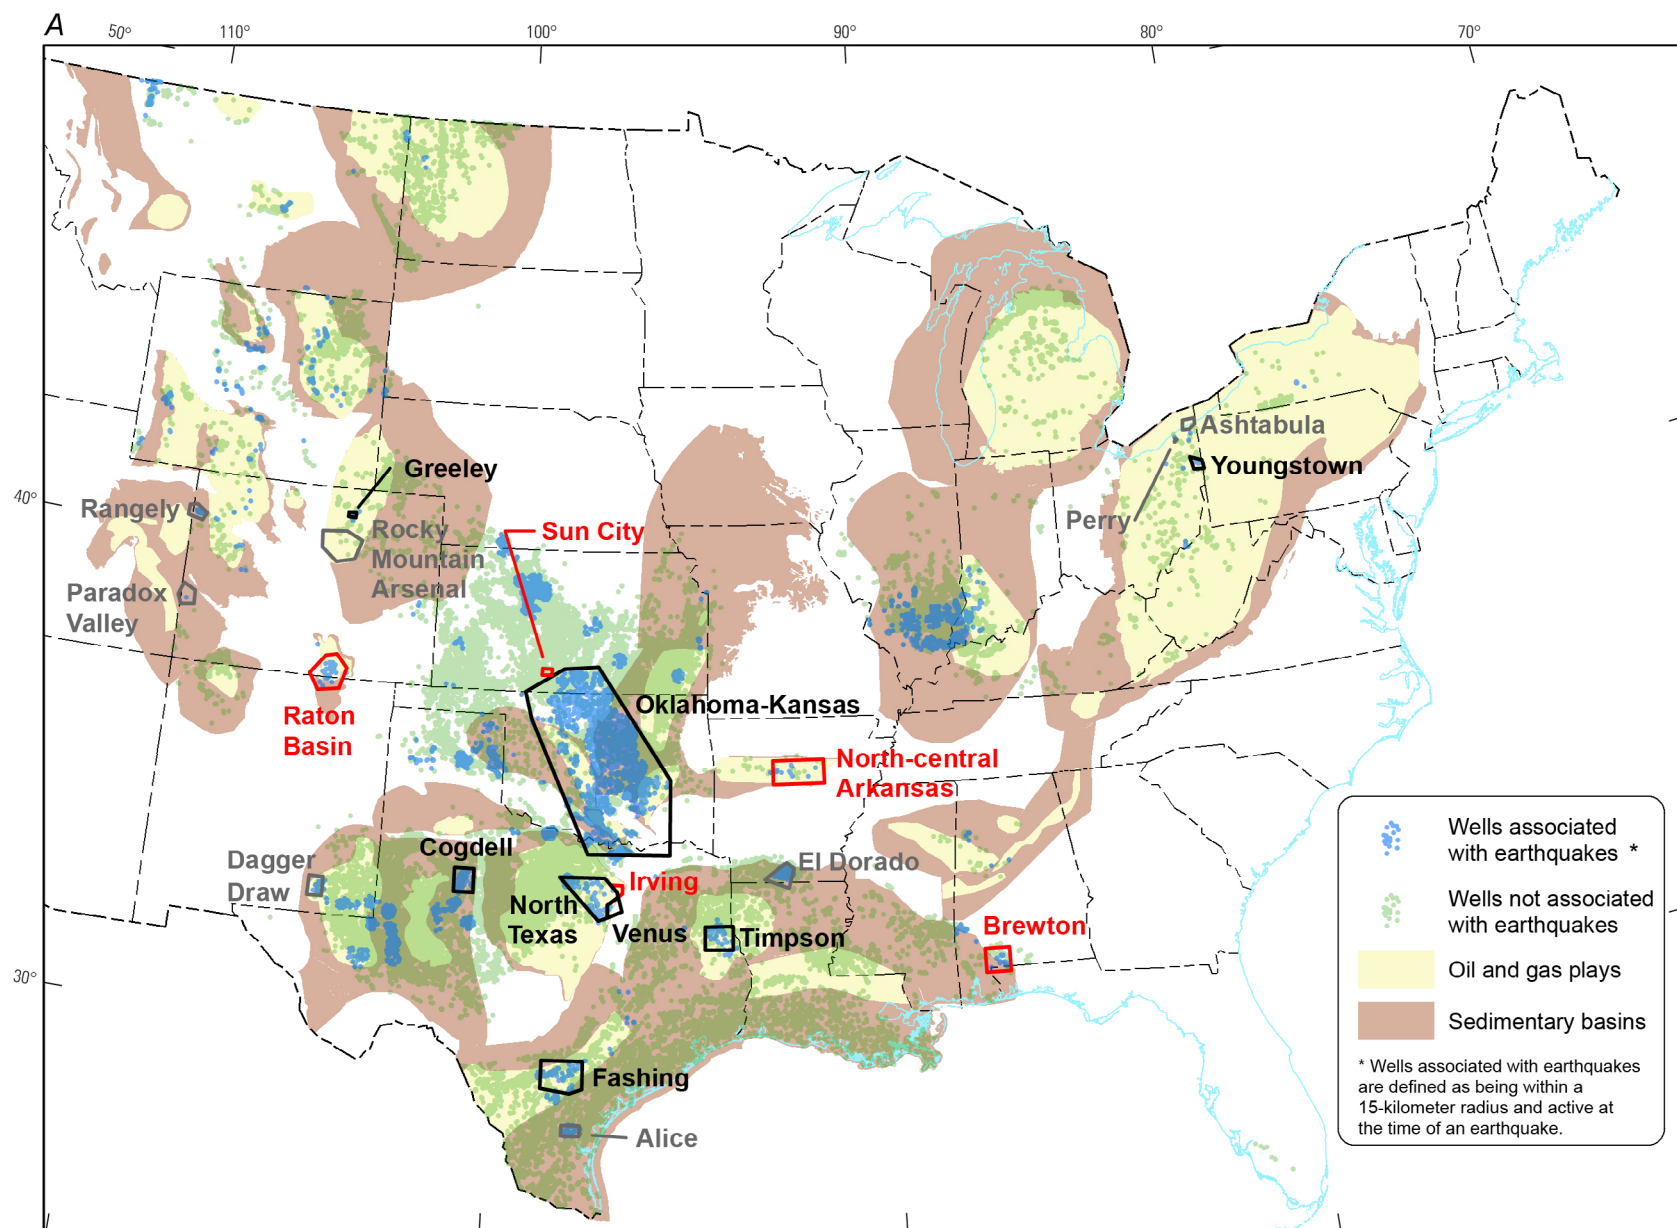 A
50°
110°
100°
90°
80°
70°
40°
30°
Ashtabula
Youngstown
Perry
Greeley
Rangely
Rocky
Mountain
Arsenal
Sun City
Paradox
Valley
Raton
Basin
Oklahoma-Kansas
North-central
Arkansas
Dagger
Draw
Cogdell
El Dorado
Irving
North
Texas
Venus
Timpson
Brewton
Fashing
Alice
Wells associated
with earthquakes *
Wells not associated
with earthquakes
Oil and gas plays
Sedimentary basins
* Wells associated with earthquakes
are defined as being within a
15-kilometer radius and active at
the time of an earthquake.